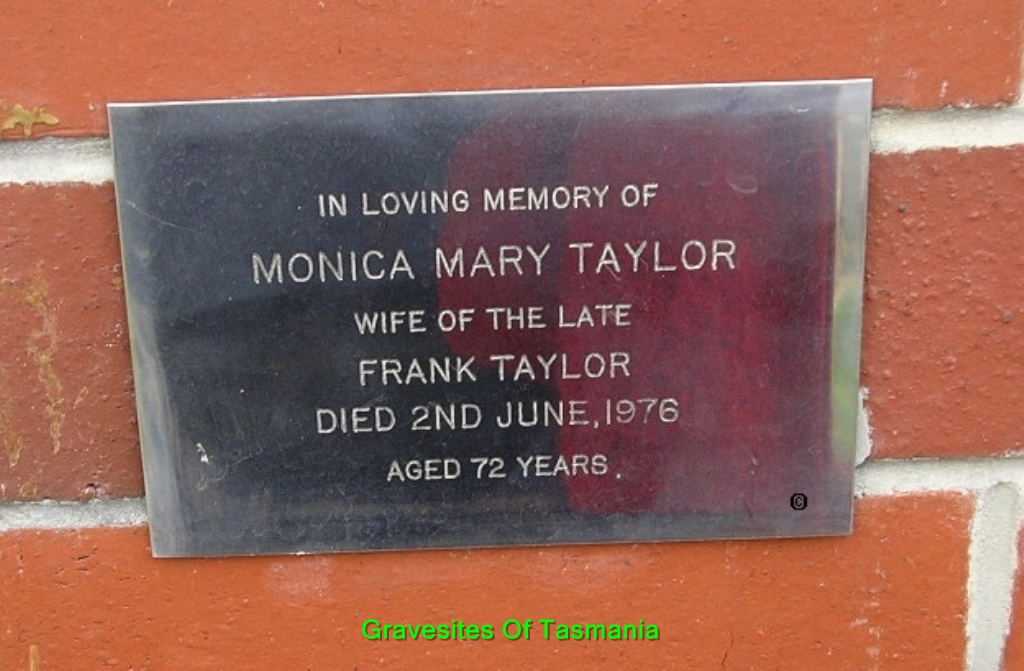 IN LOVING MEMORY OF
MONICA MARY TAYLOR
WIFE OF THE LATE
FRANK TAYLOR
DIED 2ND JUNE, 1976
AGED 72 YEARS.
©
Gravesites Of Tasmania